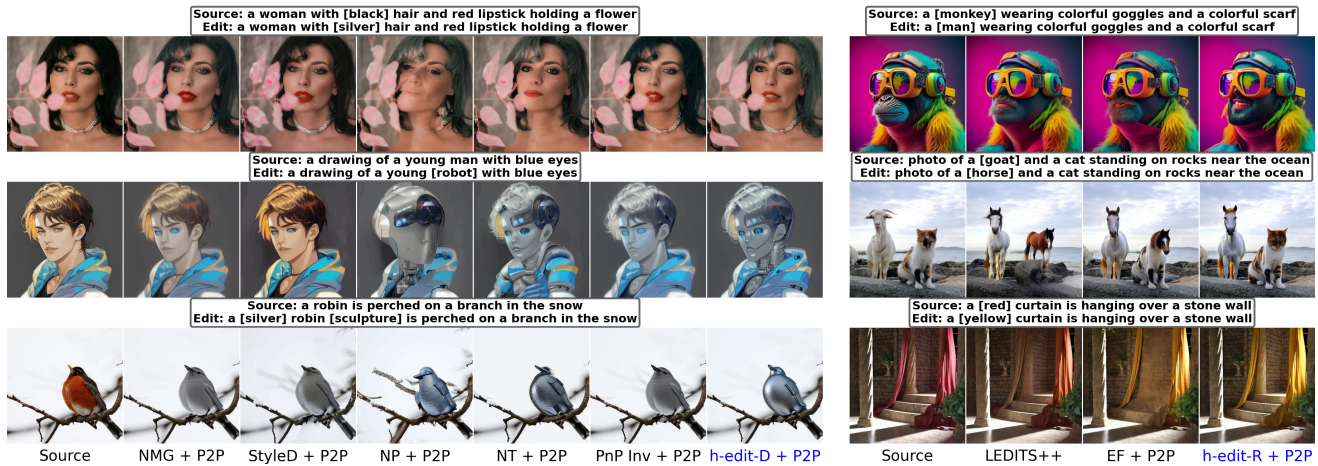 Source: a woman with [black] hair and red lipstick holding a flower
Edit: a woman with [silver] hair and red lipstick holding a flower
Source: a drawing of a young man with blue eyes
Edit: a drawing of a young [robot] with blue eyes
Source: a robin is perched on a branch in the snow
Edit: a [silver] robin [sculpture] is perched on a branch in the snow
Source NMG + P2P StyleD + P2P NP + P2P NT + P2P PnP Inv + P2P h-edit-D + P2P
Source: a [monkey] wearing colorful goggles and a colorful scarf
Edit: a [man] wearing colorful goggles and a colorful scarf
Source: photo of a [goat] and a cat standing on rocks near the ocean
Edit: photo of a [horse] and a cat standing on rocks near the ocean
Source: a [red] curtain is hanging over a stone wall
Edit: a [yellow] curtain is hanging over a stone wall
Source LEDITS++ EF + P2P h-edit-R + P2P